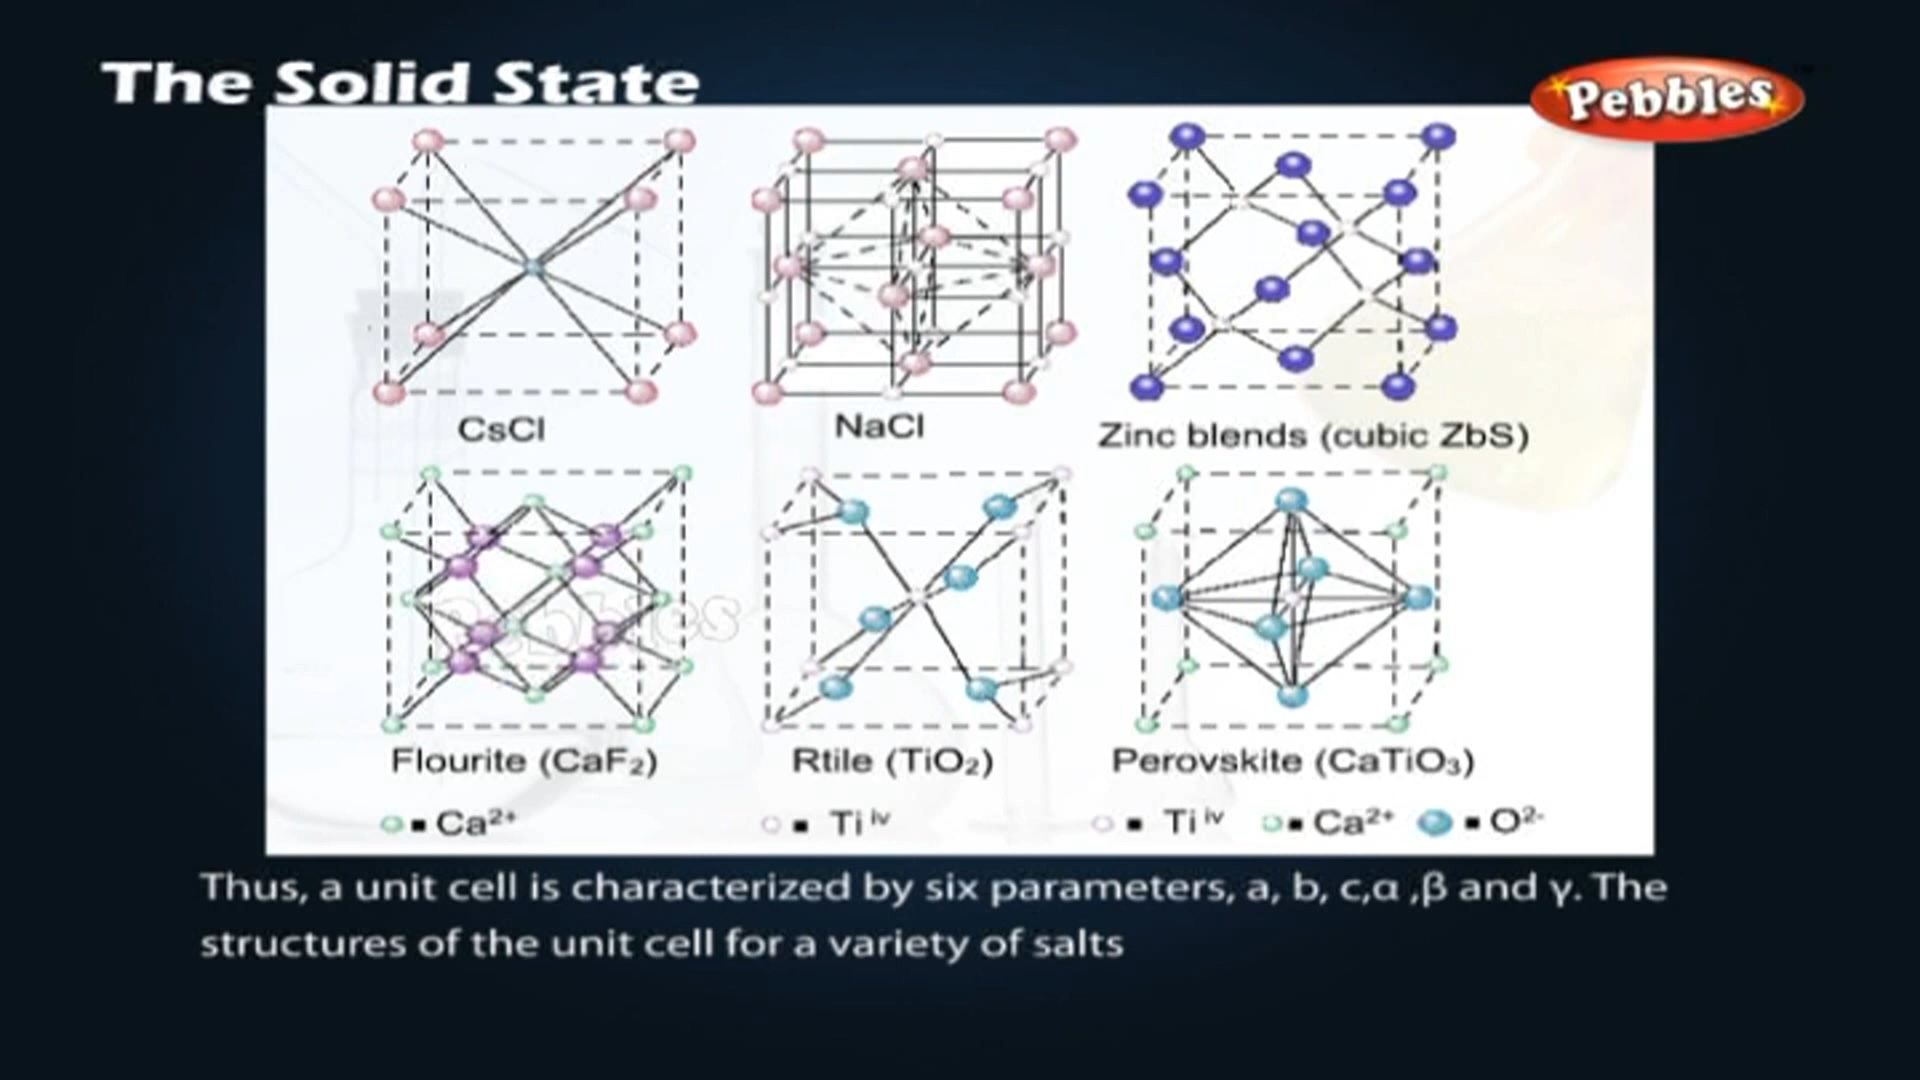 The Solid State
Pebbles
CsCl
NaCl
Zinc blends (cubic ZbS)
Pebbles
Flourite (CaF₂)
Rtile (TiO₂)
Perovskite (CaTiO₃)
▪ Ca²⁺
▪ Ti ⁱᵛ
▪ Ti ⁱᵛ ▪ Ca²⁺ ▪ O²⁻
Thus, a unit cell is characterized by six parameters, a, b, c,α ,β and γ. The
structures of the unit cell for a variety of salts